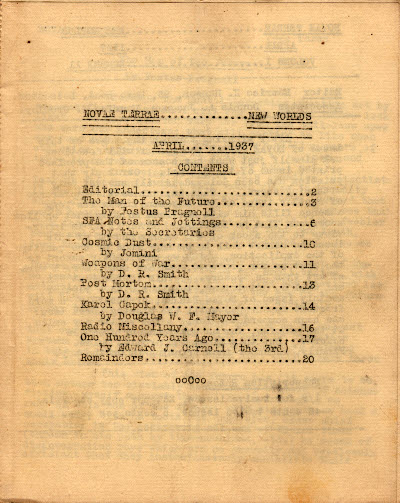 NOVAE TERRAE..............NEW WORLDS
APRIL.......1937
CONTENTS
Editorial............................2
The Man of the Future................3
by Festus Pragnell
SFA Notes and Jottings...............6
by the Secretaries
Cosmic Dust..........................10
by Jomini
Weapons of War.......................11
by D. R. Smith
Post Mortem..........................13
by D. R. Smith
Karel Capek..........................14
by Douglas W. F. Mayer
Radio Miscellany.....................16
One Hundred Years Ago................17
by Edward J. Carnell (the 3rd)
Remainders...........................20
ooOoo